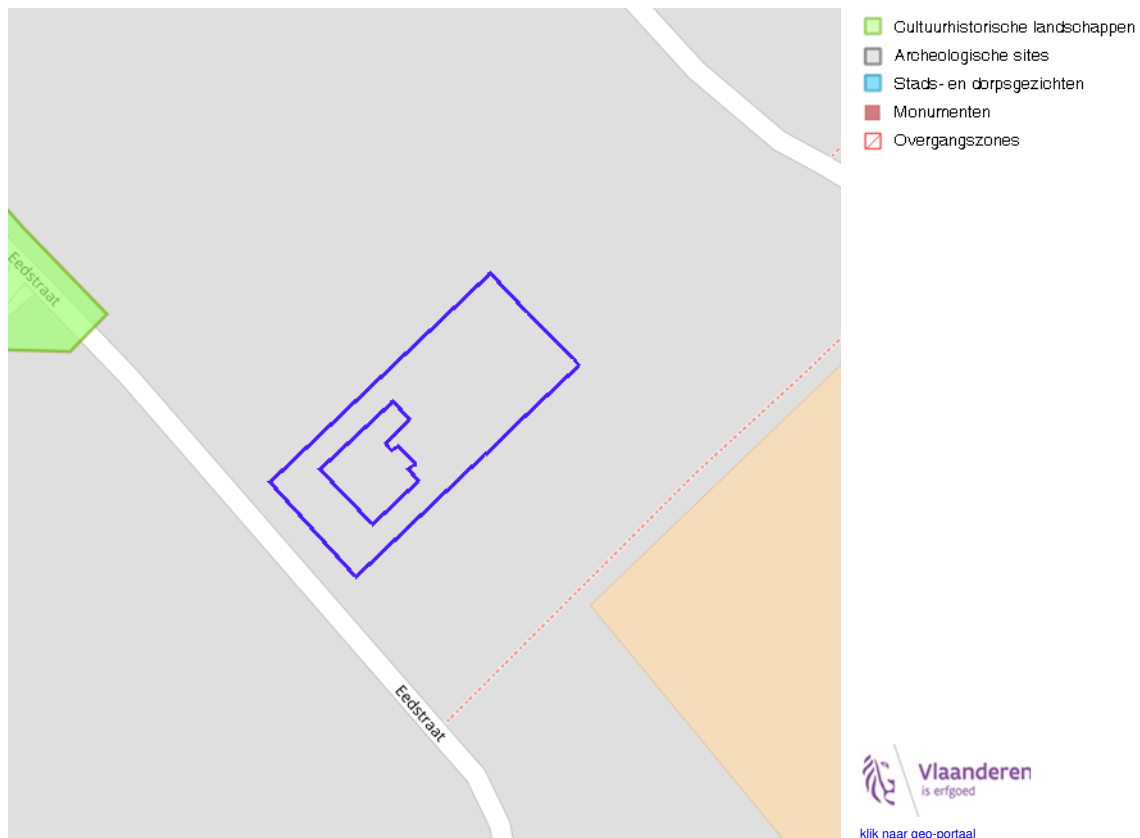 Cultuurhistorische landschappen
Archeologische sites
Stads- en dorpsgezichten
Monumenten
Overgangszones
Eedstraat
Eedstraat
Vlaanderen
is erfgoed
klik naar geo-portaal